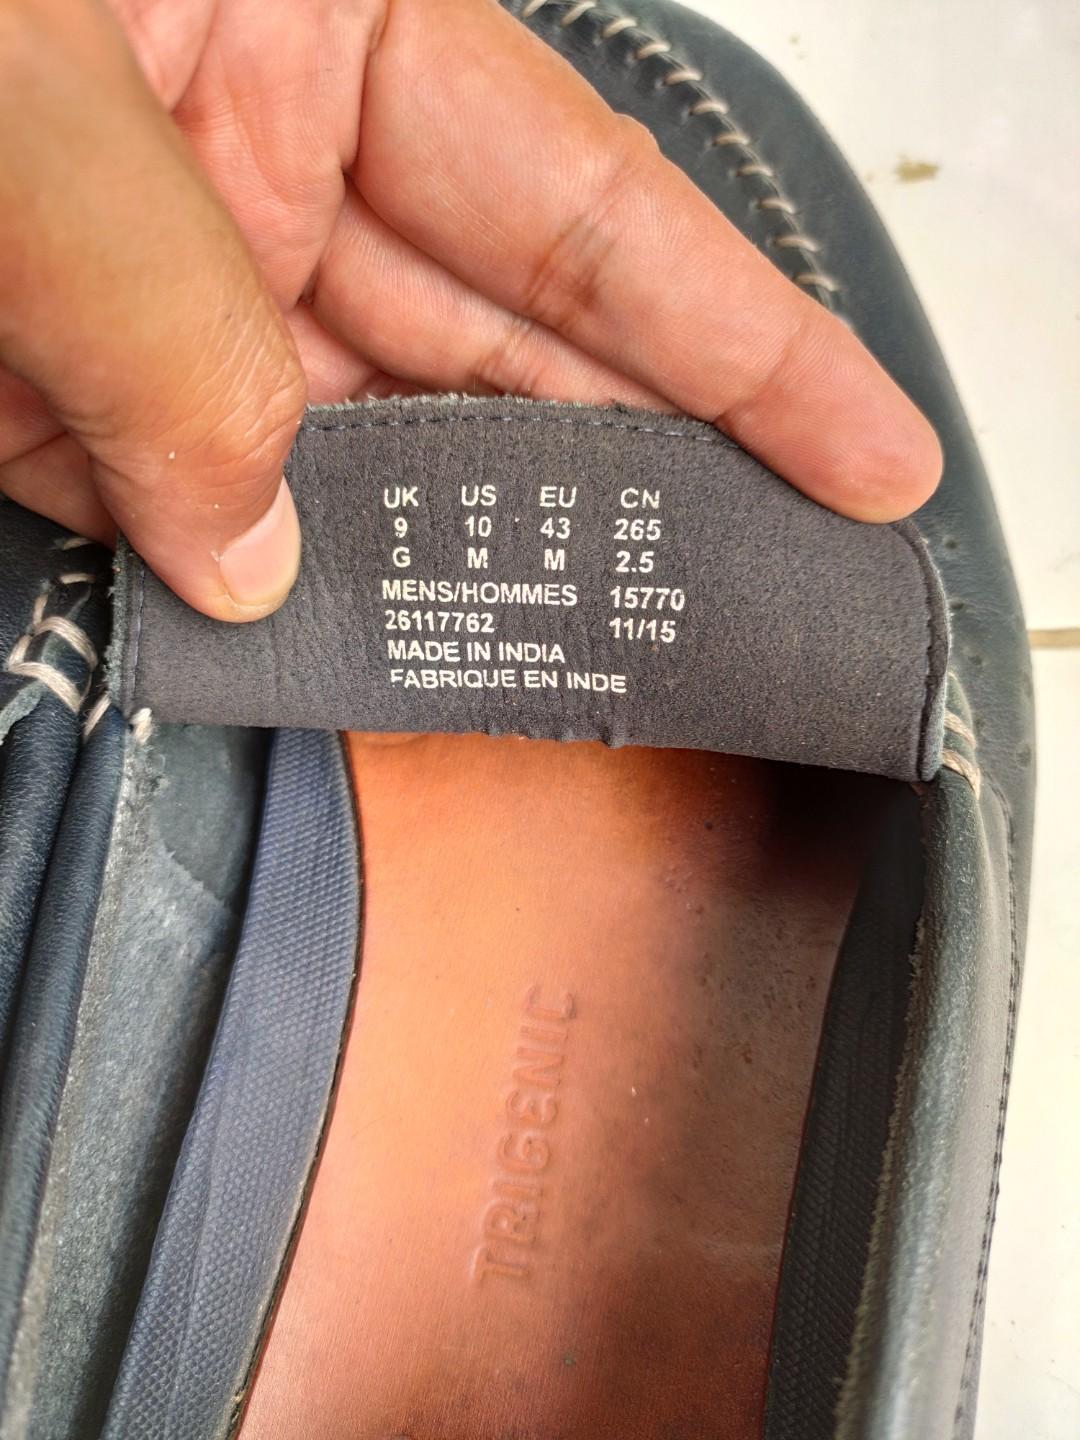 UK US EU CN
9 10 43 265
G M M 2.5
MENS/HOMMES 15770
26117762 11/15
MADE IN INDIA
FABRIQUE EN INDE
TRIGENIC